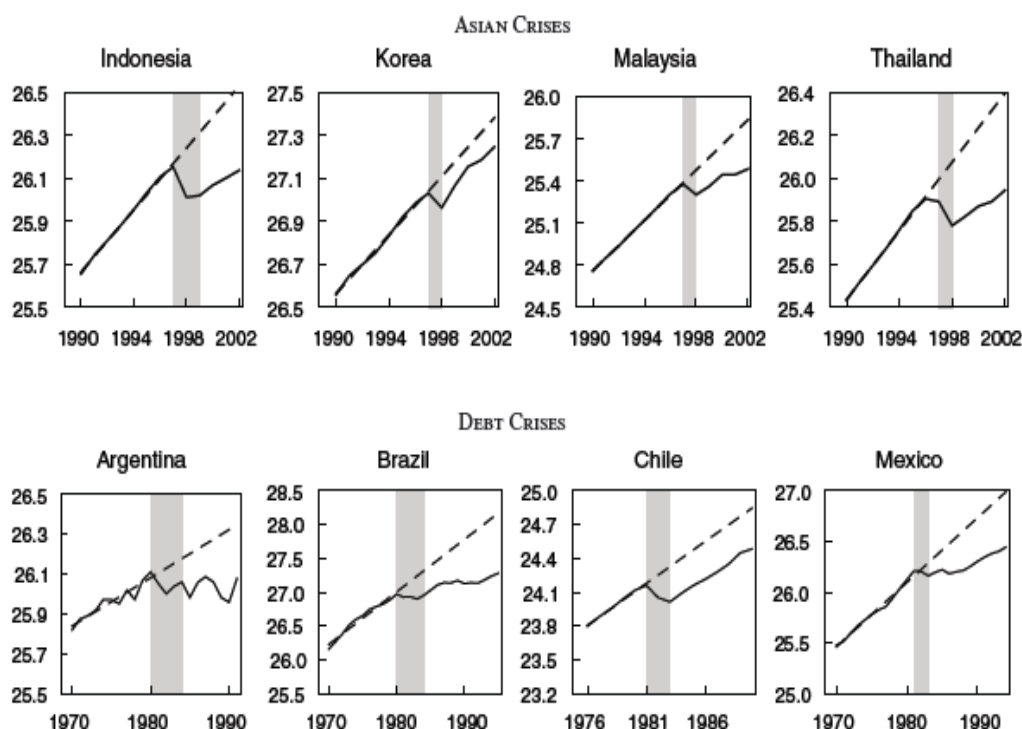 ASIAN CRISES
Indonesia Korea Malaysia Thailand
26.5 27.5 26.0 26.4
26.3 27.3 25.7 26.2
26.1 27.1 25.4 26.0
25.9 26.9 25.1 25.8
25.7 26.7 24.8 25.6
25.5 26.5 24.5 25.4
1990 1994 1998 2002 1990 1994 1998 2002 1990 1994 1998 2002 1990 1994 1998 2002
DEBT CRISES
Argentina Brazil Chile Mexico
26.5 28.5 25.0 27.0
26.3 28.0 24.7 26.5
26.1 27.5 24.4 26.0
25.9 27.0 24.1 25.5
25.7 26.5 23.8 25.0
25.5 26.0 23.5
25.5 23.2
1970 1980 1990 1970 1980 1990 1976 1981 1986 1970 1980 1990